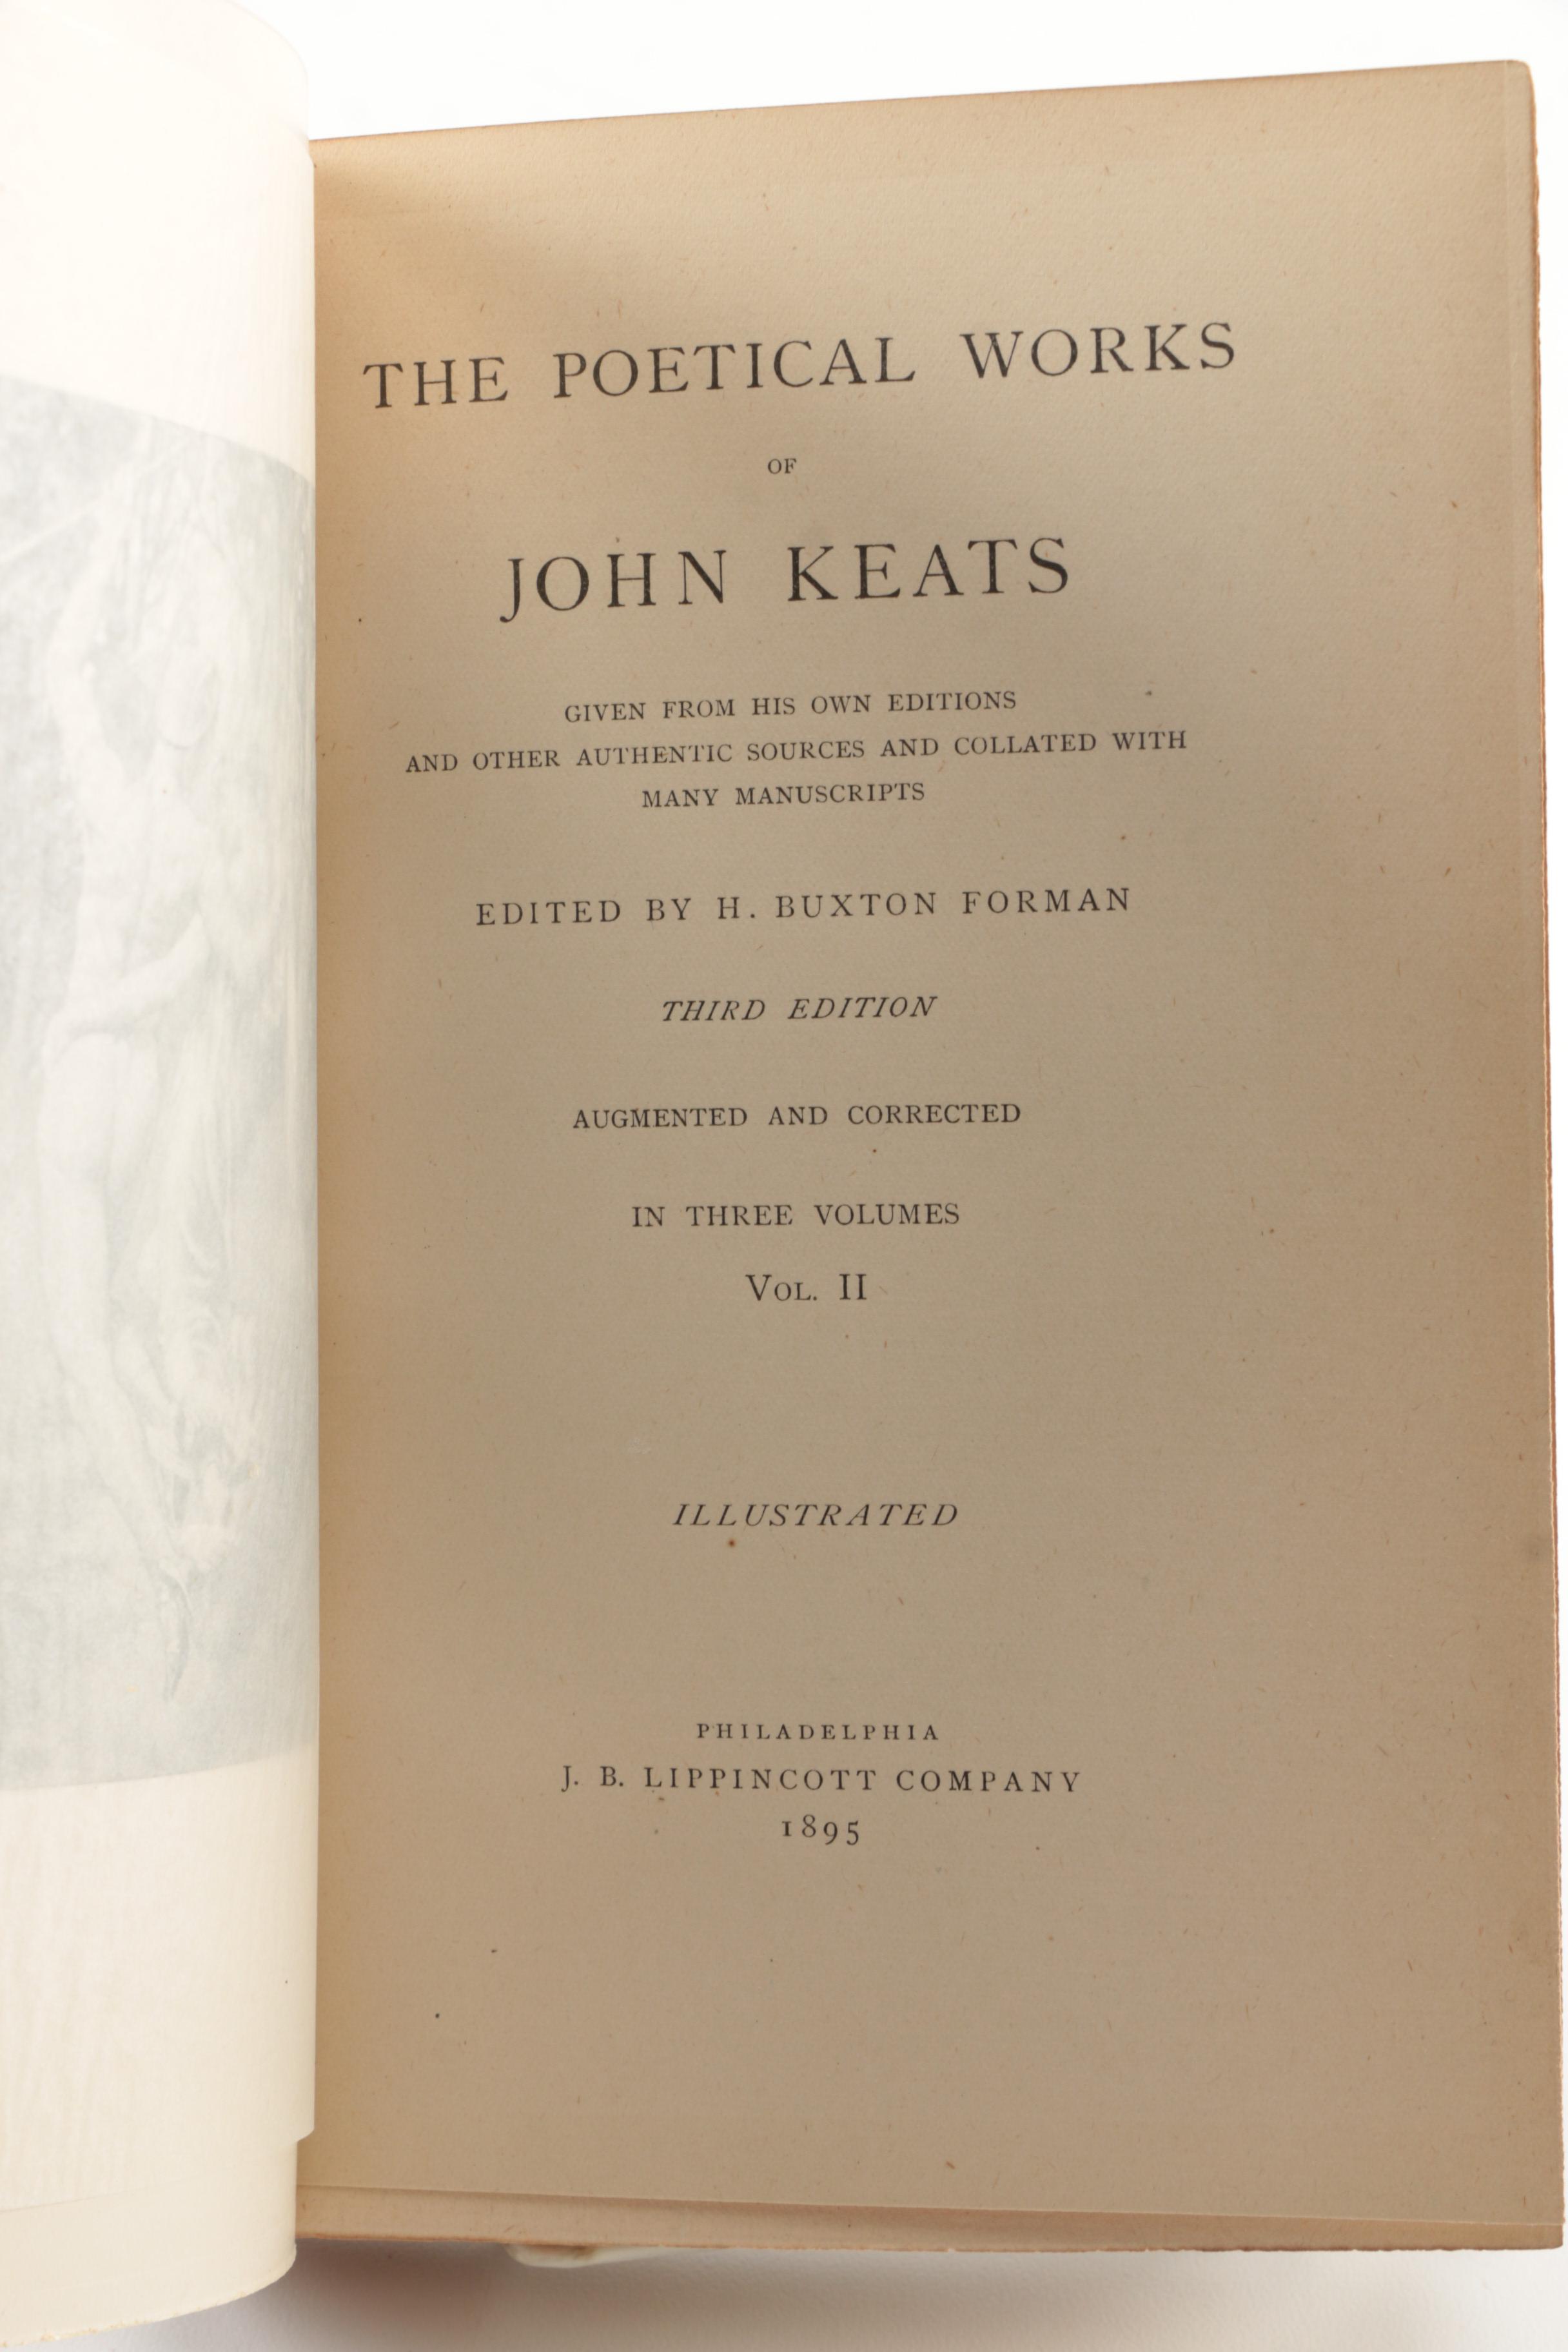 THE POETICAL WORKS
OF
JOHN KEATS
GIVEN FROM HIS OWN EDITIONS
AND OTHER AUTHENTIC SOURCES AND COLLATED WITH
MANY MANUSCRIPTS
EDITED BY H. BUXTON FORMAN
THIRD EDITION
AUGMENTED AND CORRECTED
IN THREE VOLUMES
VOL. II
ILLUSTRATED
PHILADELPHIA
J. B. LIPPINCOTT COMPANY
1895